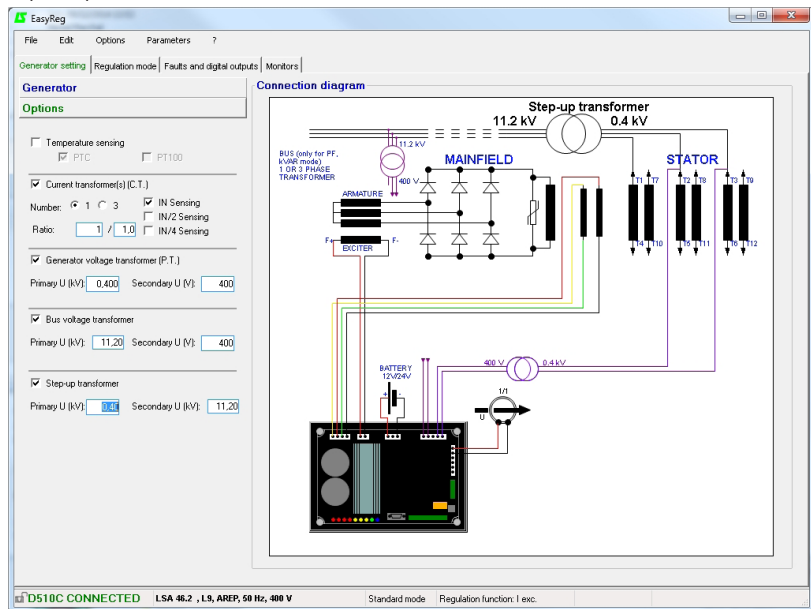 EasyReg
File Edit Options Parameters ?
Generator setting Regulation mode Faults and digital outputs Monitors
Generator
Options
Temperature sensing
PTC PT100
Current transformer(s) (C.T.)
Number: 1 3 IN Sensing
IN/2 Sensing
Ratio: 1 / 1,0 IN/4 Sensing
Generator voltage transformer (P.T.)
Primary U (kV): 0,400 Secondary U (V): 400
Bus voltage transformer
Primary U (kV): 11,20 Secondary U (V): 400
Step-up transformer
Primary U (kV): 0,40 Secondary U (kV): 11,20
Connection diagram
Step-up transformer
11.2 kV 0.4 kV
11.2 kV
BUS (only for PF,
kVAR mode)
1 OR 3 PHASE
TRANSFORMER
400 V
MAINFIELD
STATOR
ARMATURE
T1 T7 T2 T8 T3 T9
F+ F-
EXCITER
T4 T10 T5 T11 T6 T12
400 V 0.4 kV
BATTERY
12V/24V
+ -
1/1
U
D510C CONNECTED LSA 46.2 , L9, AREP, 50 Hz, 400 V Standard mode Regulation function: I exc.